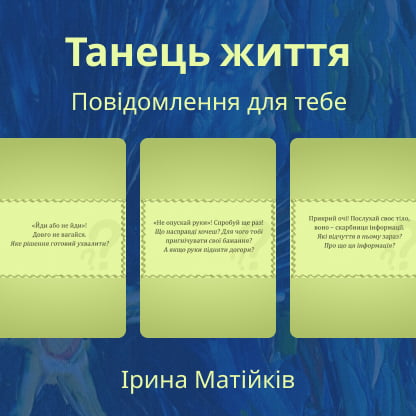 Танець життя
Повідомлення для тебе
«Йди або не йди»!
Довго не вагайся.
Яке рішення готовий ухвалити?
«Не опускай руки»! Спробуй ще раз!
Що насправді хочеш? Для чого тобі
пригнічувати свої бажання?
А якщо руки підняти догори?
Прикрий очі! Послухай своє тіло,
воно – скарбниця інформації.
Які відчуття в ньому зараз?
Про що ця інформація?
Ірина Матійків